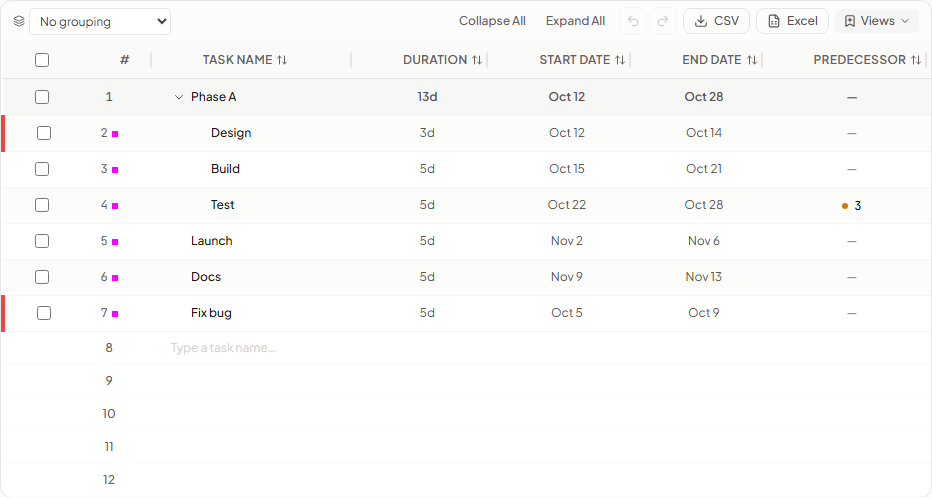 No grouping Collapse All Expand All CSV Excel Views
# TASK NAME DURATION START DATE END DATE PREDECESSOR
1 Phase A 13d Oct 12 Oct 28 —
2 Design 3d Oct 12 Oct 14 —
3 Build 5d Oct 15 Oct 21 —
4 Test 5d Oct 22 Oct 28 3
5 Launch 5d Nov 2 Nov 6 —
6 Docs 5d Nov 9 Nov 13 —
7 Fix bug 5d Oct 5 Oct 9 —
8 Type a task name...
9
10
11
12